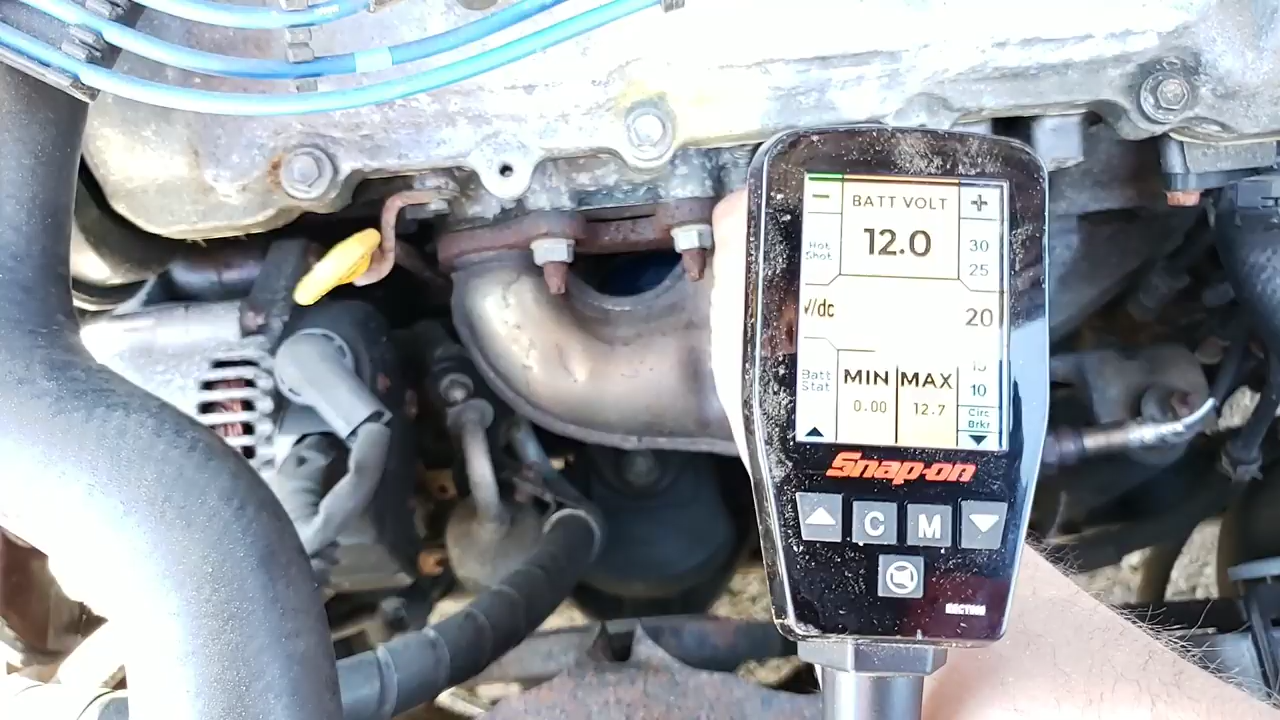 − BATT VOLT +
12.0
Hot
Shot
30
25
V/dc
20
Batt
Stat
MIN MAX
0.00 12.7
10
Circ
Brkr
Snap-on
C M